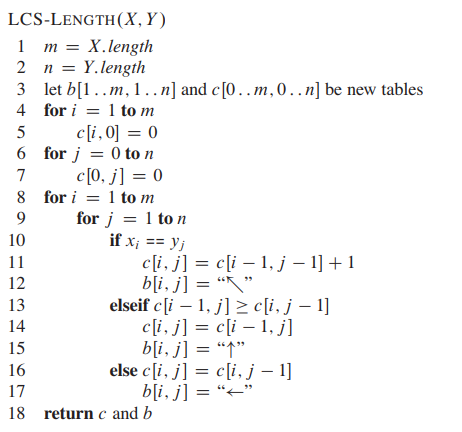 LCS-LENGTH(X, Y)
1 m = X.length
2 n = Y.length
3 let b[1..m, 1..n] and c[0..m, 0..n] be new tables
4 for i = 1 to m
5 c[i, 0] = 0
6 for j = 0 to n
7 c[0, j] = 0
8 for i = 1 to m
9 for j = 1 to n
10 if xᵢ == yⱼ
11 c[i, j] = c[i − 1, j − 1] + 1
12 b[i, j] = “↖”
13 elseif c[i − 1, j] ≥ c[i, j − 1]
14 c[i, j] = c[i − 1, j]
15 b[i, j] = “↑”
16 else c[i, j] = c[i, j − 1]
17 b[i, j] = “←”
18 return c and b